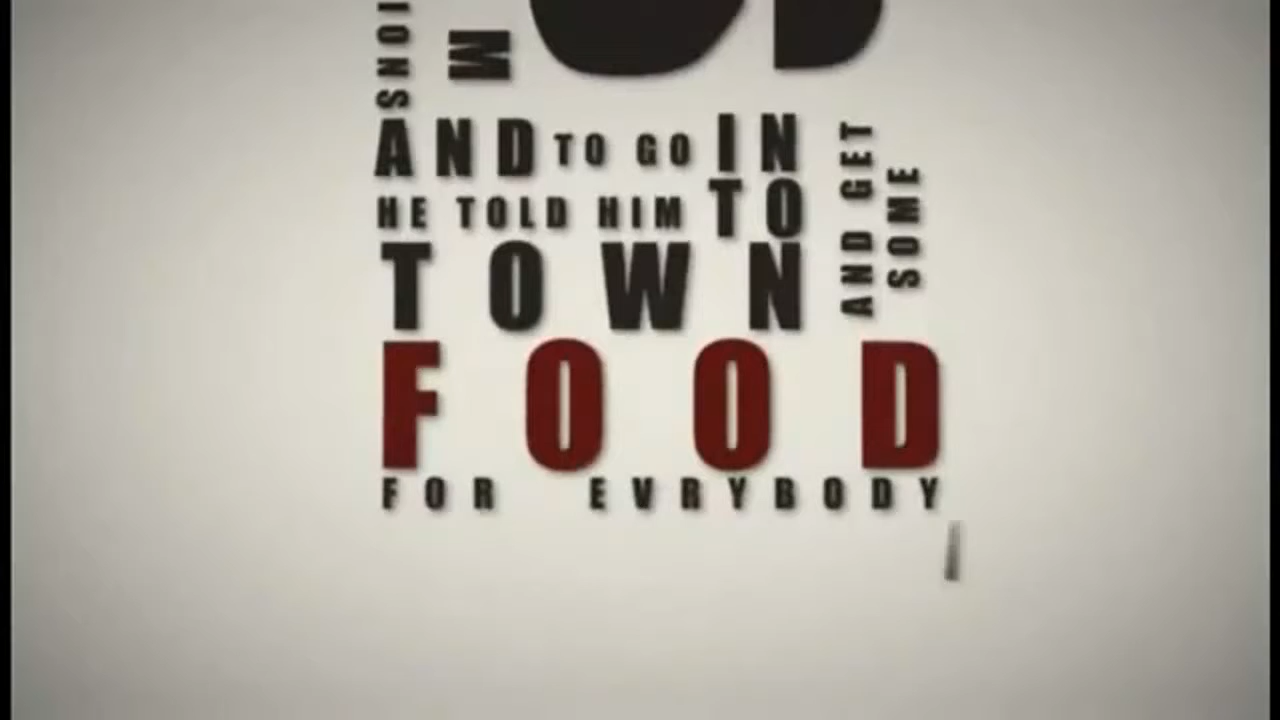 IONS
M
AND TO GO IN
HE TOLD HIM TO
TOWN
AND GET
SOME
FOOD
FOR EVRYBODY